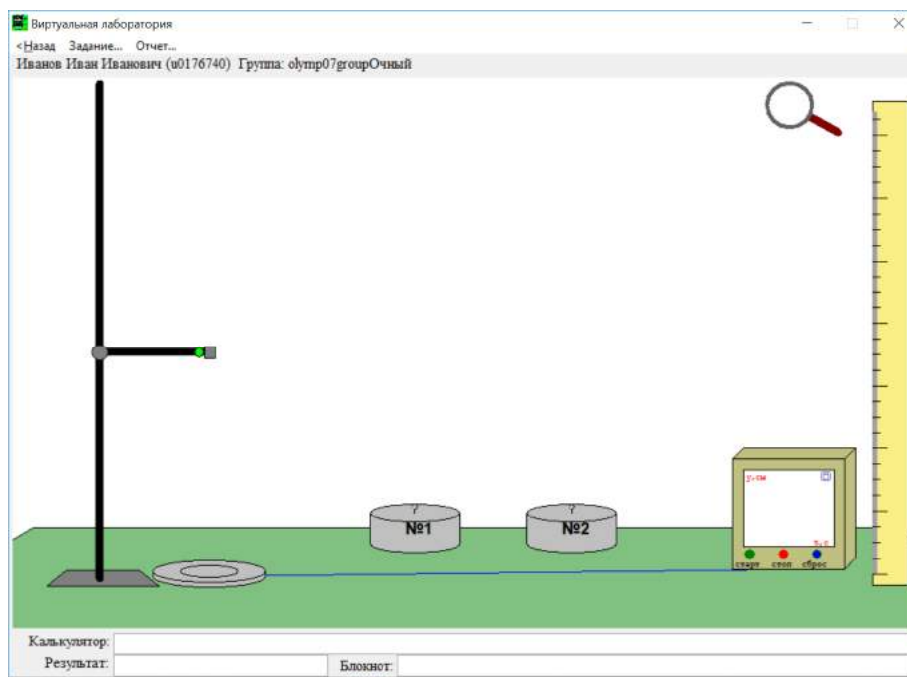 Виртуальная лаборатория
<Назад Задание... Отчет...
Иванов Иван Иванович (u0176740) Группа: olymp07groupОчный
? ?
№1 №2
y,см
старт стоп сброс
Калькулятор:
Результат: Блокнот: